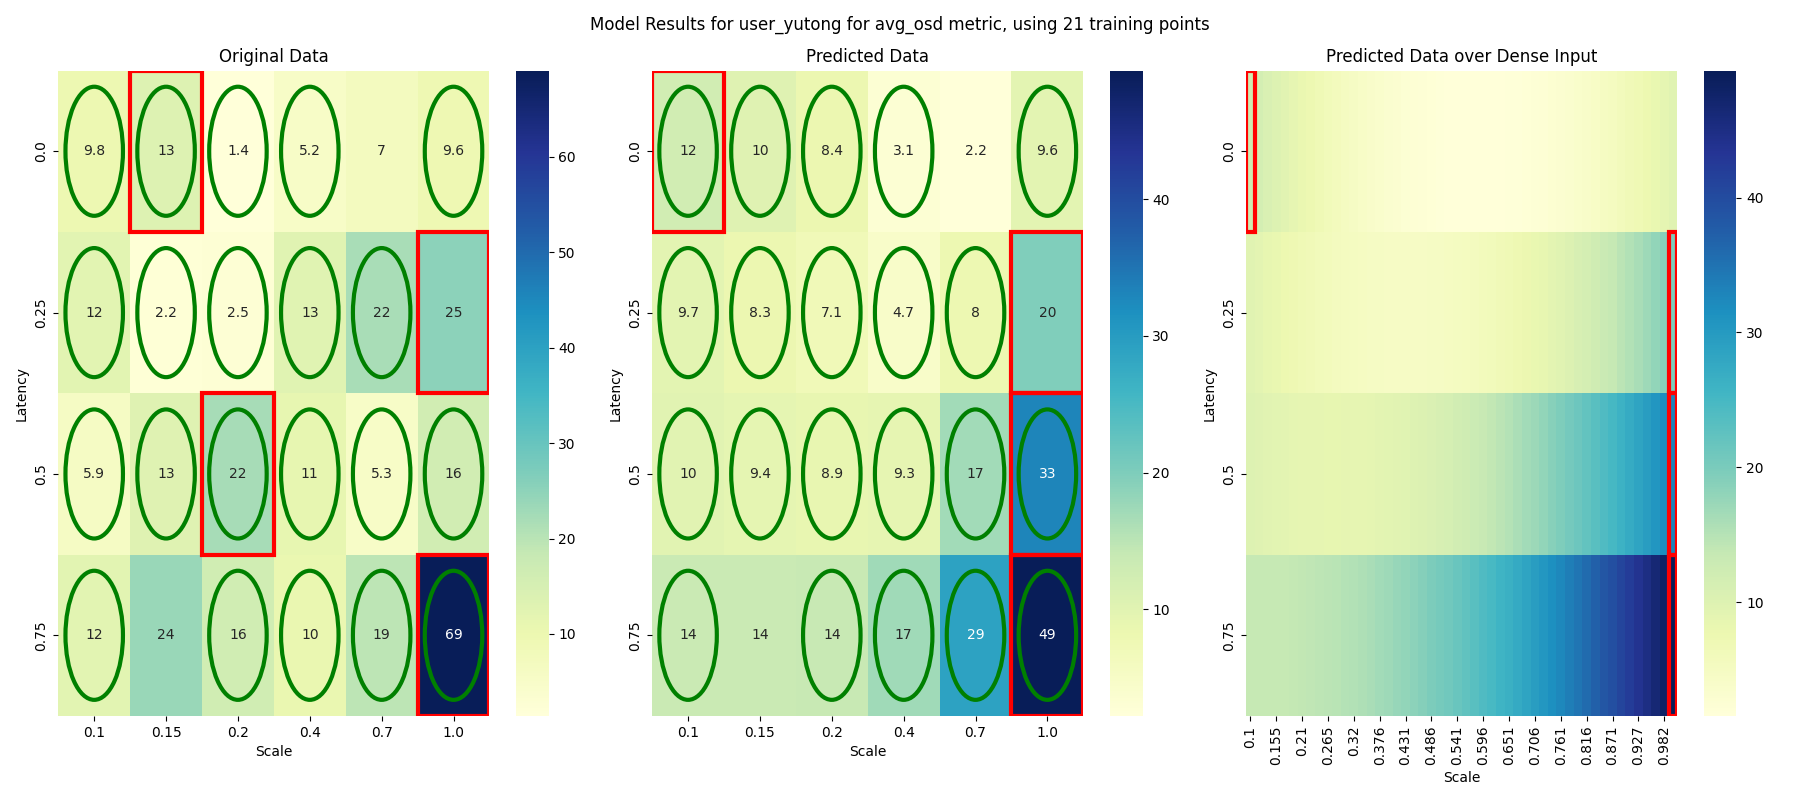 Model Results for user_yutong for avg_osd metric, using 21 training points
Original Data
9.8 13 1.4 5.2 7 9.6
12 2.2 2.5 13 22 25
5.9 13 22 11 5.3 16
12 24 16 10 19 69
0.0
0.25
0.5
0.75
Latency
0.1 0.15 0.2 0.4 0.7 1.0
Scale
60
50
40
30
20
10
Predicted Data
12 10 8.4 3.1 2.2 9.6
9.7 8.3 7.1 4.7 8 20
10 9.4 8.9 9.3 17 33
14 14 14 17 29 49
0.0
0.25
0.5
0.75
Latency
0.1 0.15 0.2 0.4 0.7 1.0
Scale
40
30
20
10
Predicted Data over Dense Input
0.0
0.25
0.5
0.75
Latency
0.1 0.155 0.21 0.265 0.32 0.376 0.431 0.486 0.541 0.596 0.651 0.706 0.761 0.816 0.871 0.927 0.982
Scale
40
30
20
10